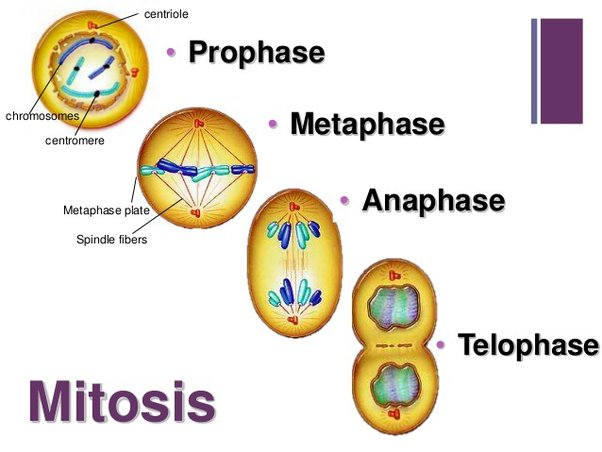 centriole
• Prophase
chromosomes
centromere
• Metaphase
Metaphase plate
Spindle fibers
• Anaphase
• Telophase
Mitosis